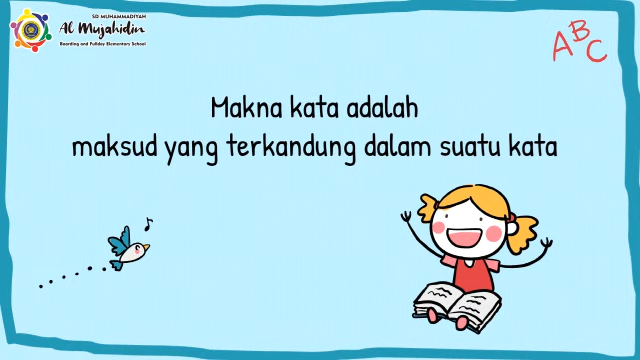 SD MUHAMMADIYAH
Al Mujahidin
Boarding and Fullday Elementary School
ABC
Makna kata adalah
maksud yang terkandung dalam suatu kata